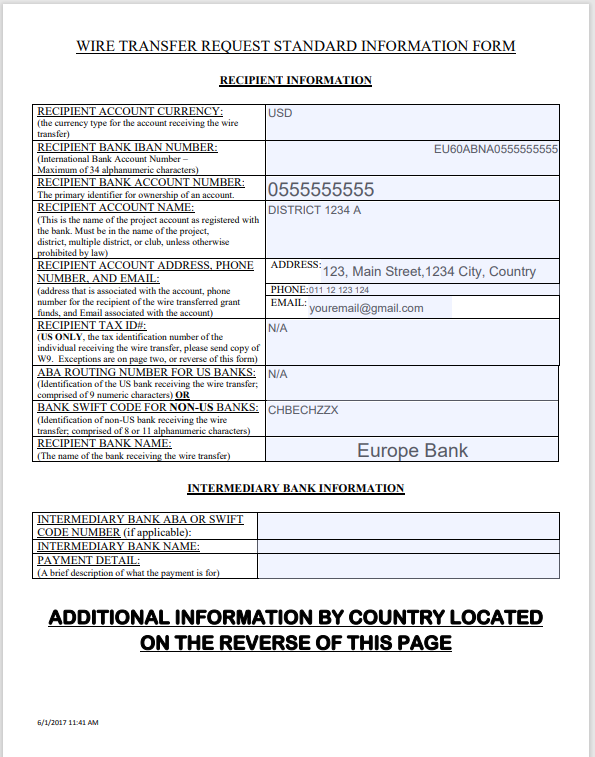 WIRE TRANSFER REQUEST STANDARD INFORMATION FORM
RECIPIENT INFORMATION
RECIPIENT ACCOUNT CURRENCY:
(the currency type for the account receiving the wire
transfer)
USD
RECIPIENT BANK IBAN NUMBER:
(International Bank Account Number –
Maximum of 34 alphanumeric characters)
EU60ABNA0555555555
RECIPIENT BANK ACCOUNT NUMBER:
The primary identifier for ownership of an account.
0555555555
RECIPIENT ACCOUNT NAME:
(This is the name of the project account as registered with
the bank. Must be in the name of the project,
district, multiple district, or club, unless otherwise
prohibited by law)
DISTRICT 1234 A
RECIPIENT ACCOUNT ADDRESS, PHONE
NUMBER, AND EMAIL:
(address that is associated with the account, phone
number for the recipient of the wire transferred grant
funds, and Email associated with the account)
ADDRESS: 123, Main Street,1234 City, Country
PHONE: 011 12 123 124
EMAIL: youremail@gmail.com
RECIPIENT TAX ID#:
(US ONLY, the tax identification number of the
individual receiving the wire transfer, please send copy of
W9. Exceptions are on page two, or reverse of this form)
N/A
ABA ROUTING NUMBER FOR US BANKS:
(Identification of the US bank receiving the wire transfer;
comprised of 9 numeric characters) OR
N/A
BANK SWIFT CODE FOR NON-US BANKS:
(Identification of non-US bank receiving the wire
transfer; comprised of 8 or 11 alphanumeric characters)
CHBECHZZX
RECIPIENT BANK NAME:
(The name of the bank receiving the wire transfer)
Europe Bank
INTERMEDIARY BANK INFORMATION
INTERMEDIARY BANK ABA OR SWIFT
CODE NUMBER (if applicable):
INTERMEDIARY BANK NAME:
PAYMENT DETAIL:
(A brief description of what the payment is for)
ADDITIONAL INFORMATION BY COUNTRY LOCATED
ON THE REVERSE OF THIS PAGE
6/1/2017 11:41 AM